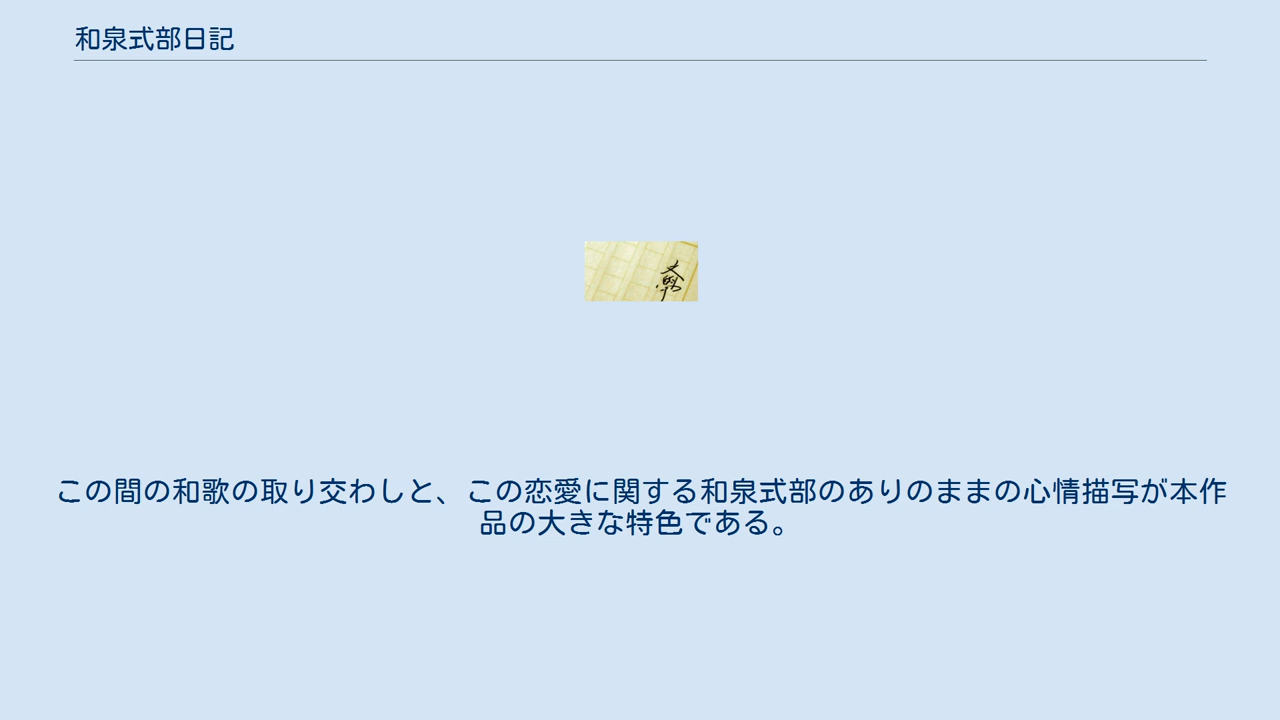 和泉式部日記
この間の和歌の取り交わしと、この恋愛に関する和泉式部のありのままの心情描写が本作
品の大きな特色である。